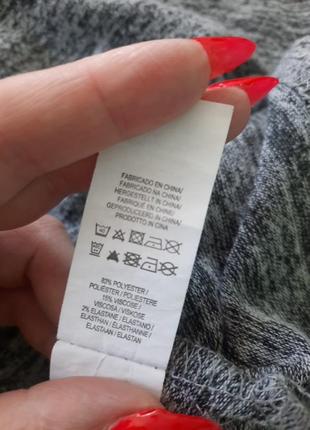 FABRICADO EN CHINA/
FABRICADO NA CHINA/
HERGESTELLT IN CHINA/
FABRIQUÉ EN CHINE/
GEPRODUCEERD IN CHINA/
PRODOTTO IN CINA
83% POLYESTER/
POLIÉSTER / POLIESTERE
15% VISCOSE/
VISCOSA / VISKOSE
2% ELASTANE / ELASTANO/
ELASTHAN / ELASTHANNE/
ELASTAAN / ELASTAN